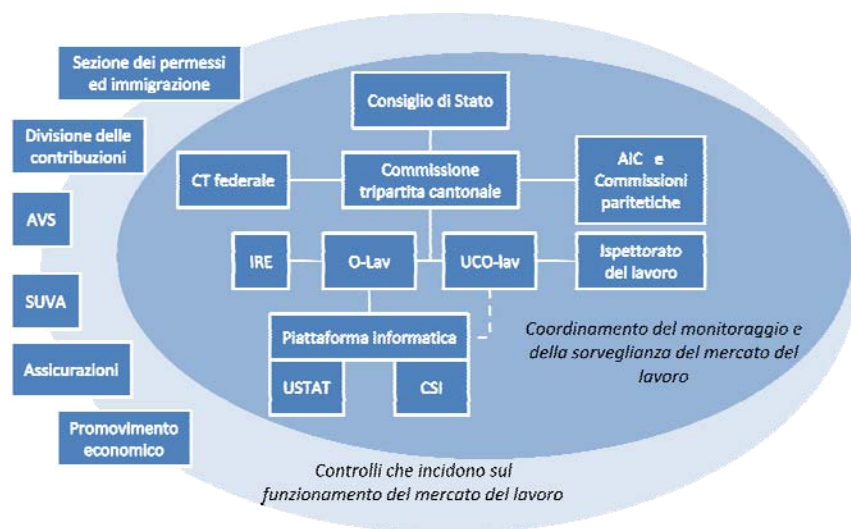 Sezione dei permessi
ed immigrazione
Divisione delle
contribuzioni
AVS
SUVA
Assicurazioni
Promovimento
economico
Consiglio di Stato
CT federale
Commissione
tripartita cantonale
AIC e
Commissioni
paritetiche
IRE
O-Lav
UCO-lav
Ispettorato
del lavoro
Piattaforma informatica
USTAT
CSI
Coordinamento del monitoraggio e
della sorveglianza del mercato del
lavoro
Controlli che incidono sul
funzionamento del mercato del lavoro